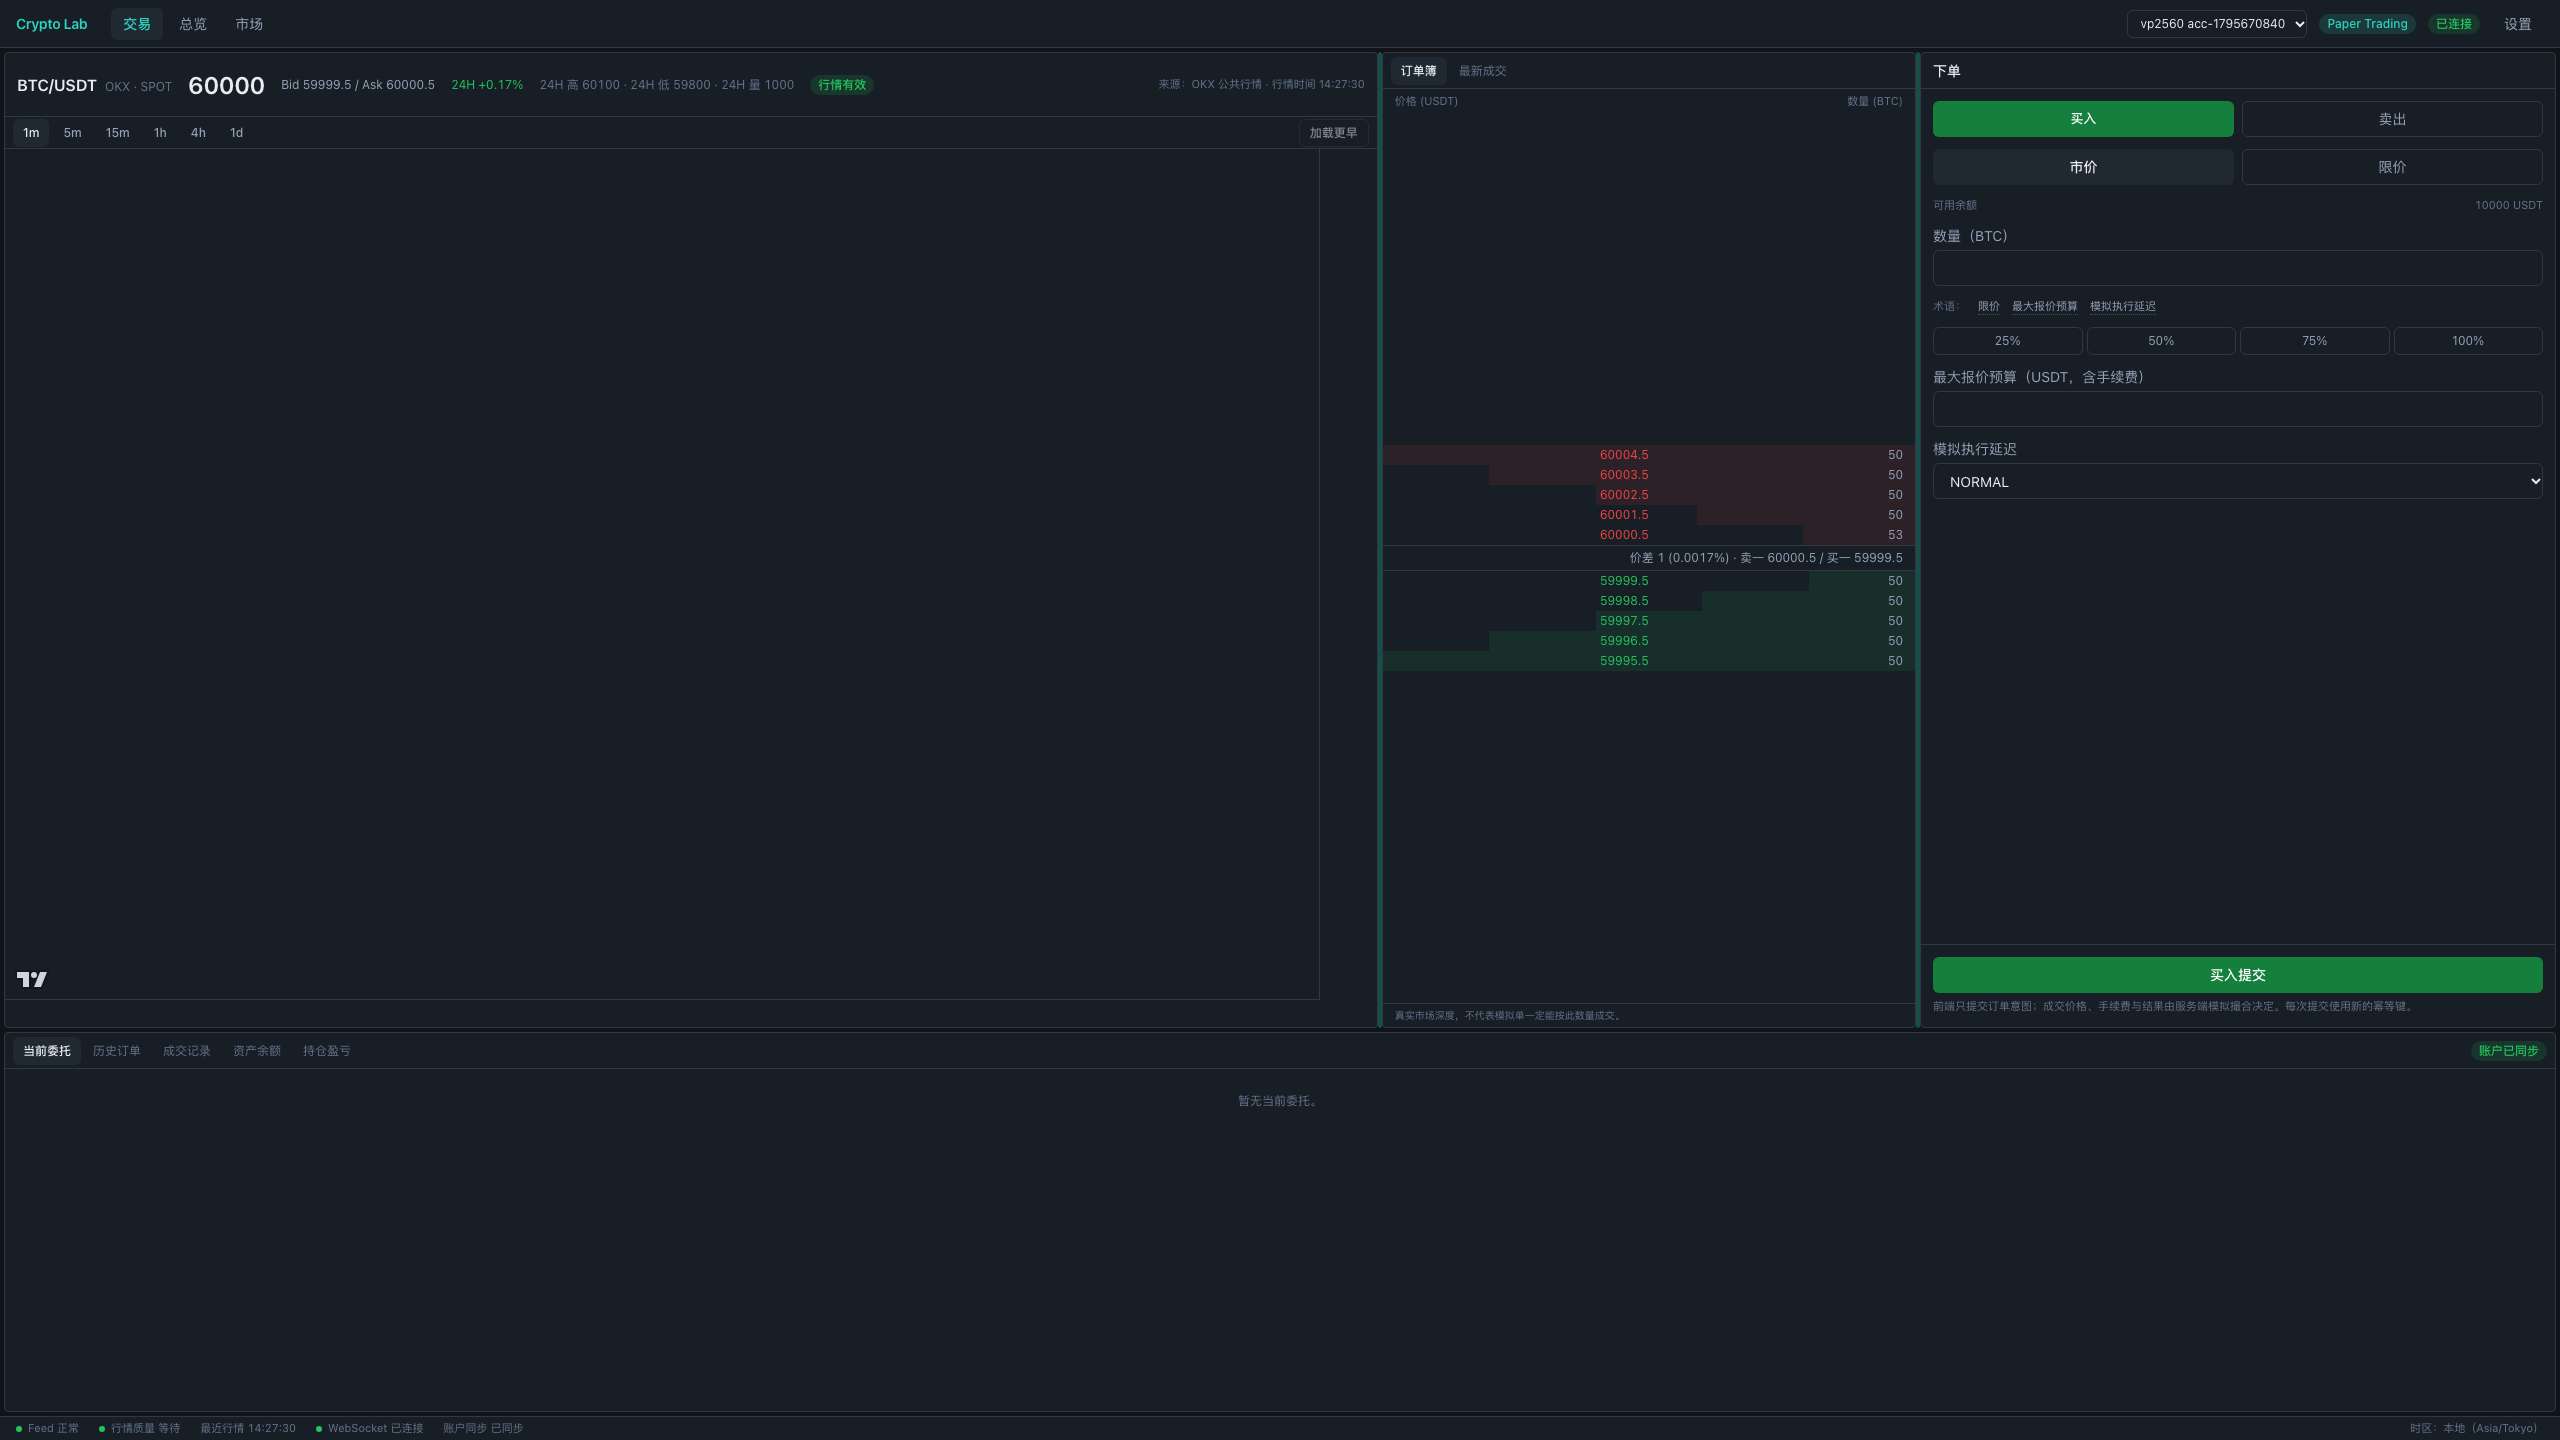 Crypto Lab 交易 总览 市场 vp2560 acc-1795670840 Paper Trading 已连接 设置
BTC/USDT OKX · SPOT 60000 Bid 59999.5 / Ask 60000.5 24H +0.17% 24H 高 60100 · 24H 低 59800 · 24H 量 1000 行情有效 来源：OKX 公共行情 · 行情时间 14:27:30
1m 5m 15m 1h 4h 1d 加载更早
订单簿 最新成交
价格 (USDT) 数量 (BTC)
60004.5 50
60003.5 50
60002.5 50
60001.5 50
60000.5 53
价差 1 (0.0017%) · 卖一 60000.5 / 买一 59999.5
59999.5 50
59998.5 50
59997.5 50
59996.5 50
59995.5 50
真实市场深度，不代表模拟单一定能按此数量成交。
下单
买入 卖出
市价 限价
可用余额 10000 USDT
数量（BTC）
术语： 限价 最大报价预算 模拟执行延迟
25% 50% 75% 100%
最大报价预算（USDT，含手续费）
模拟执行延迟
NORMAL
买入提交
前端只提交订单意图；成交价格、手续费与结果由服务端模拟撮合决定。每次提交使用新的幂等键。
当前委托 历史订单 成交记录 资产余额 持仓盈亏 账户已同步
暂无当前委托。
Feed 正常 行情质量 等待 最近行情 14:27:30 WebSocket 已连接 账户同步 已同步 时区：本地（Asia/Tokyo）